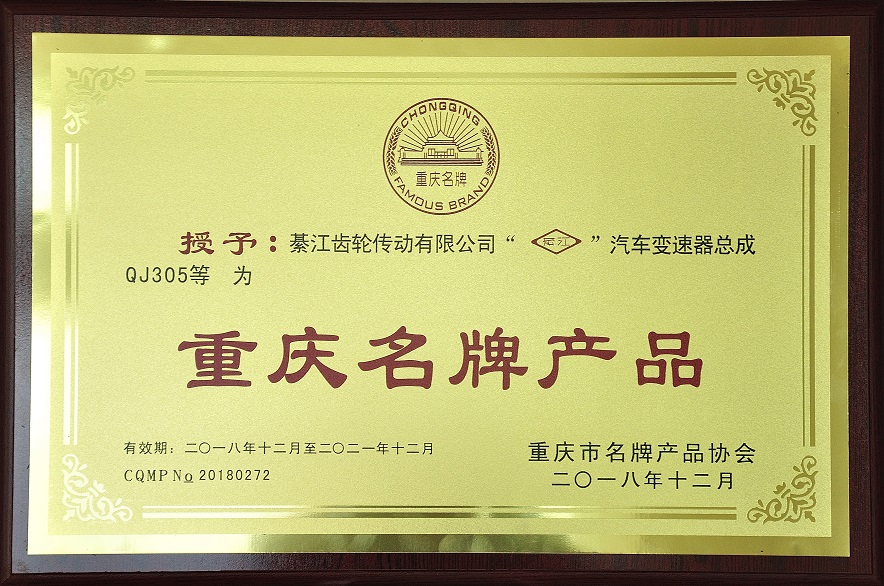 CHONGQING
重庆名牌
FAMOUS BRAND
授予：綦江齿轮传动有限公司“綦江”汽车变速器总成
QJ305等 为
重庆名牌产品
有效期：二〇一八年十二月至二〇二一年十二月
CQMP No 20180272
重庆市名牌产品协会
二〇一八年十二月